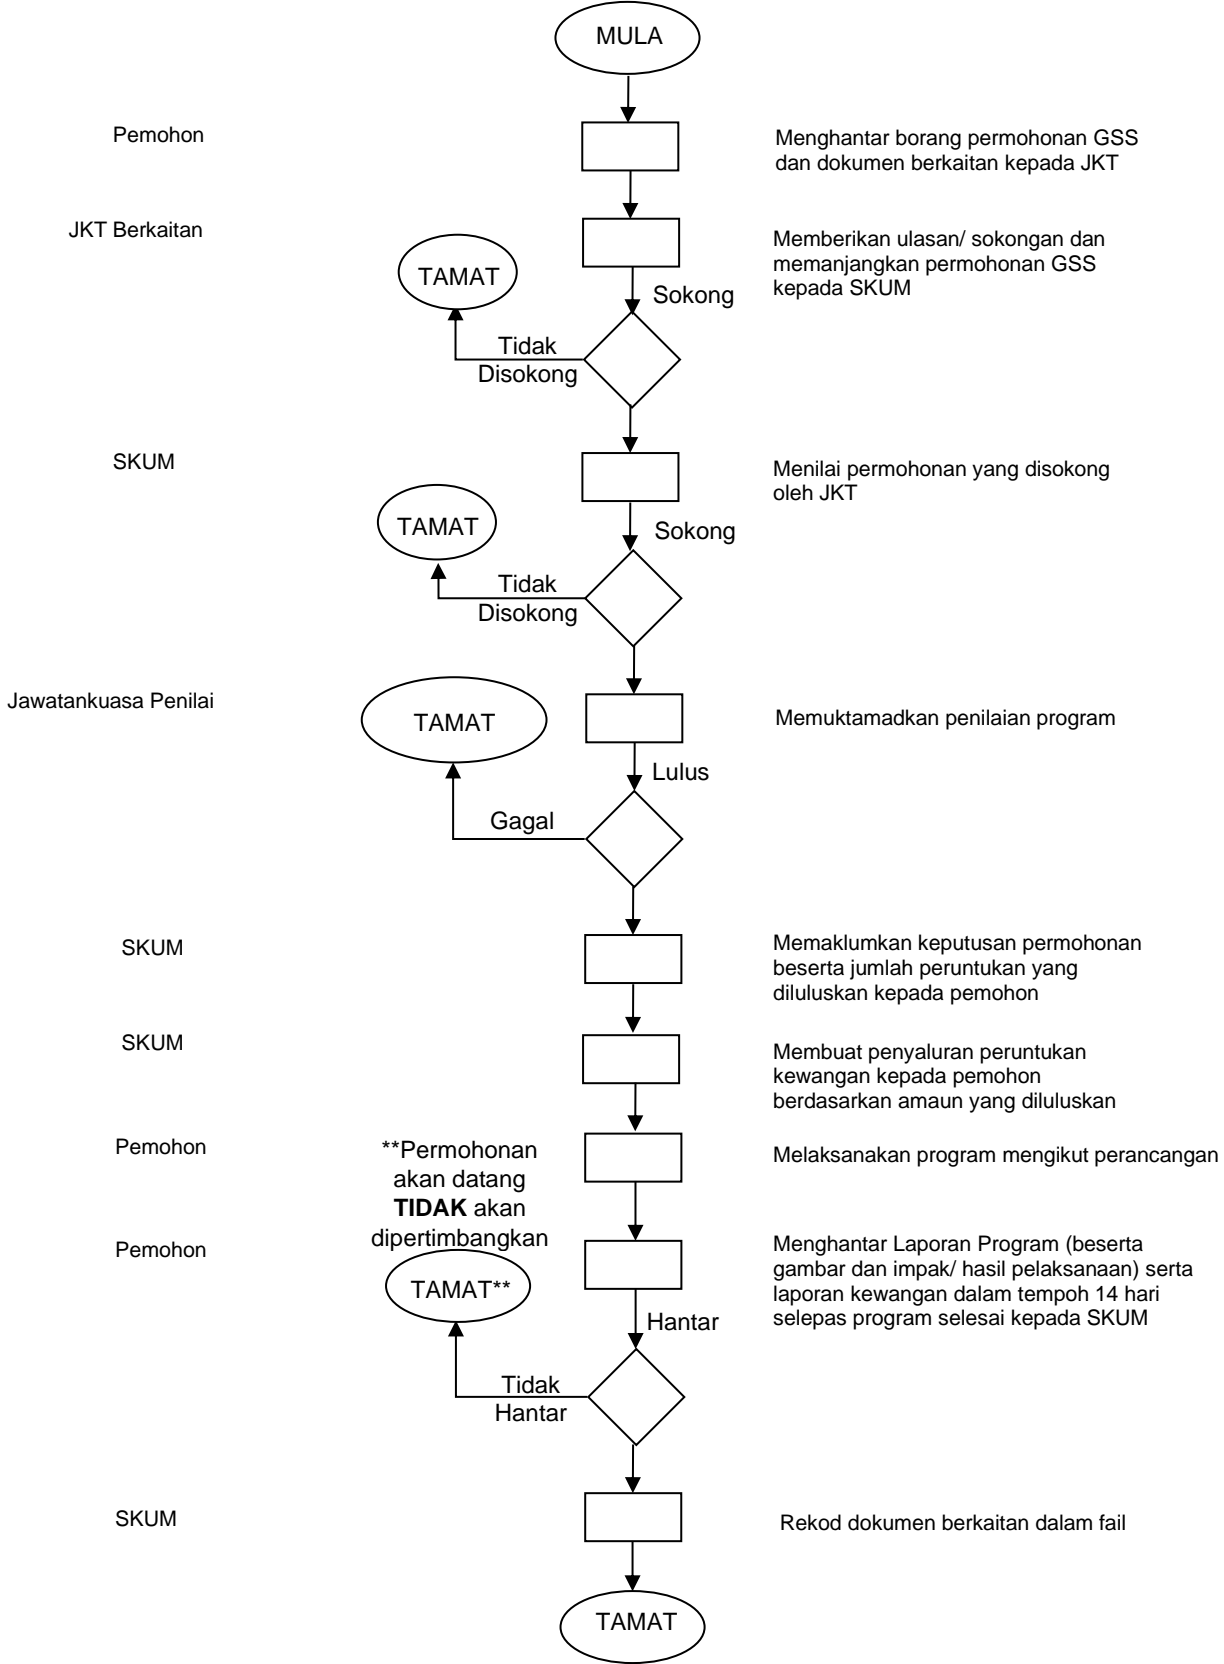 MULA
Pemohon
Menghantar borang permohonan GSS
dan dokumen berkaitan kepada JKT
JKT Berkaitan
Memberikan ulasan/ sokongan dan
memanjangkan permohonan GSS
kepada SKUM
TAMAT
Sokong
Tidak
Disokong
SKUM
Menilai permohonan yang disokong
oleh JKT
TAMAT
Sokong
Tidak
Disokong
Jawatankuasa Penilai
TAMAT
Memuktamadkan penilaian program
Lulus
Gagal
SKUM
Memaklumkan keputusan permohonan
beserta jumlah peruntukan yang
diluluskan kepada pemohon
SKUM
Membuat penyaluran peruntukan
kewangan kepada pemohon
berdasarkan amaun yang diluluskan
Pemohon
**Permohonan
akan datang
TIDAK akan
dipertimbangkan
Melaksanakan program mengikut perancangan
Pemohon
TAMAT**
Menghantar Laporan Program (beserta
gambar dan impak/ hasil pelaksanaan) serta
laporan kewangan dalam tempoh 14 hari
selepas program selesai kepada SKUM
Hantar
Tidak
Hantar
SKUM
Rekod dokumen berkaitan dalam fail
TAMAT